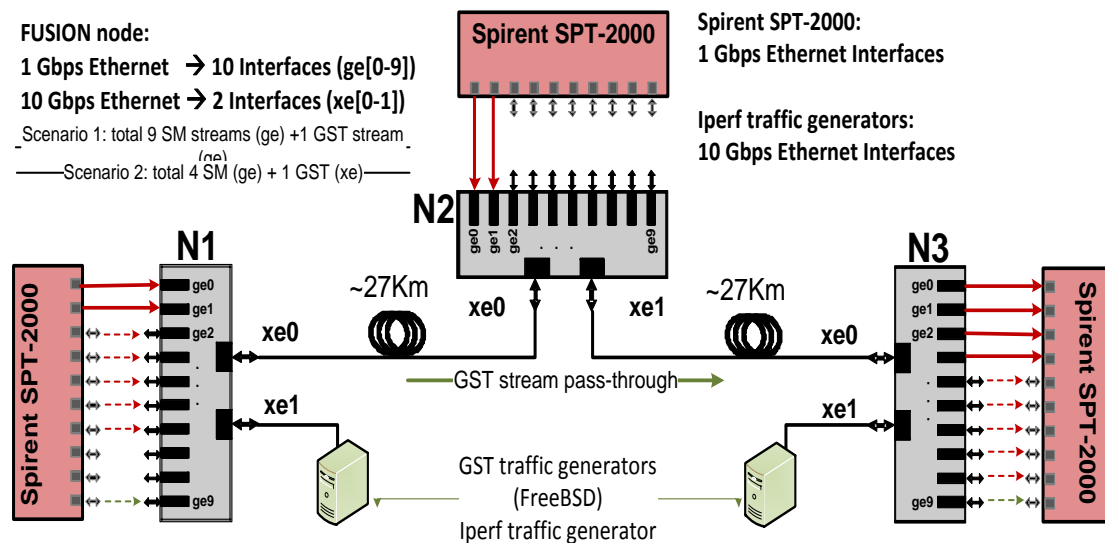 FUSION node:
1 Gbps Ethernet → 10 Interfaces (ge[0-9])
10 Gbps Ethernet → 2 Interfaces (xe[0-1])
Scenario 1: total 9 SM streams (ge) +1 GST stream
(ge)
Scenario 2: total 4 SM (ge) + 1 GST (xe)
Spirent SPT-2000
Spirent SPT-2000:
1 Gbps Ethernet Interfaces
Iperf traffic generators:
10 Gbps Ethernet Interfaces
N2
ge0
ge1
ge2
. . .
ge9
xe0
xe1
N1
Spirent SPT-2000
ge0
ge1
ge2
.
.
.
ge9
xe0
xe1
~27Km
~27Km
GST stream pass-through
N3
ge0
ge1
ge2
.
.
.
ge9
xe0
xe1
Spirent SPT-2000
GST traffic generators
(FreeBSD)
Iperf traffic generator